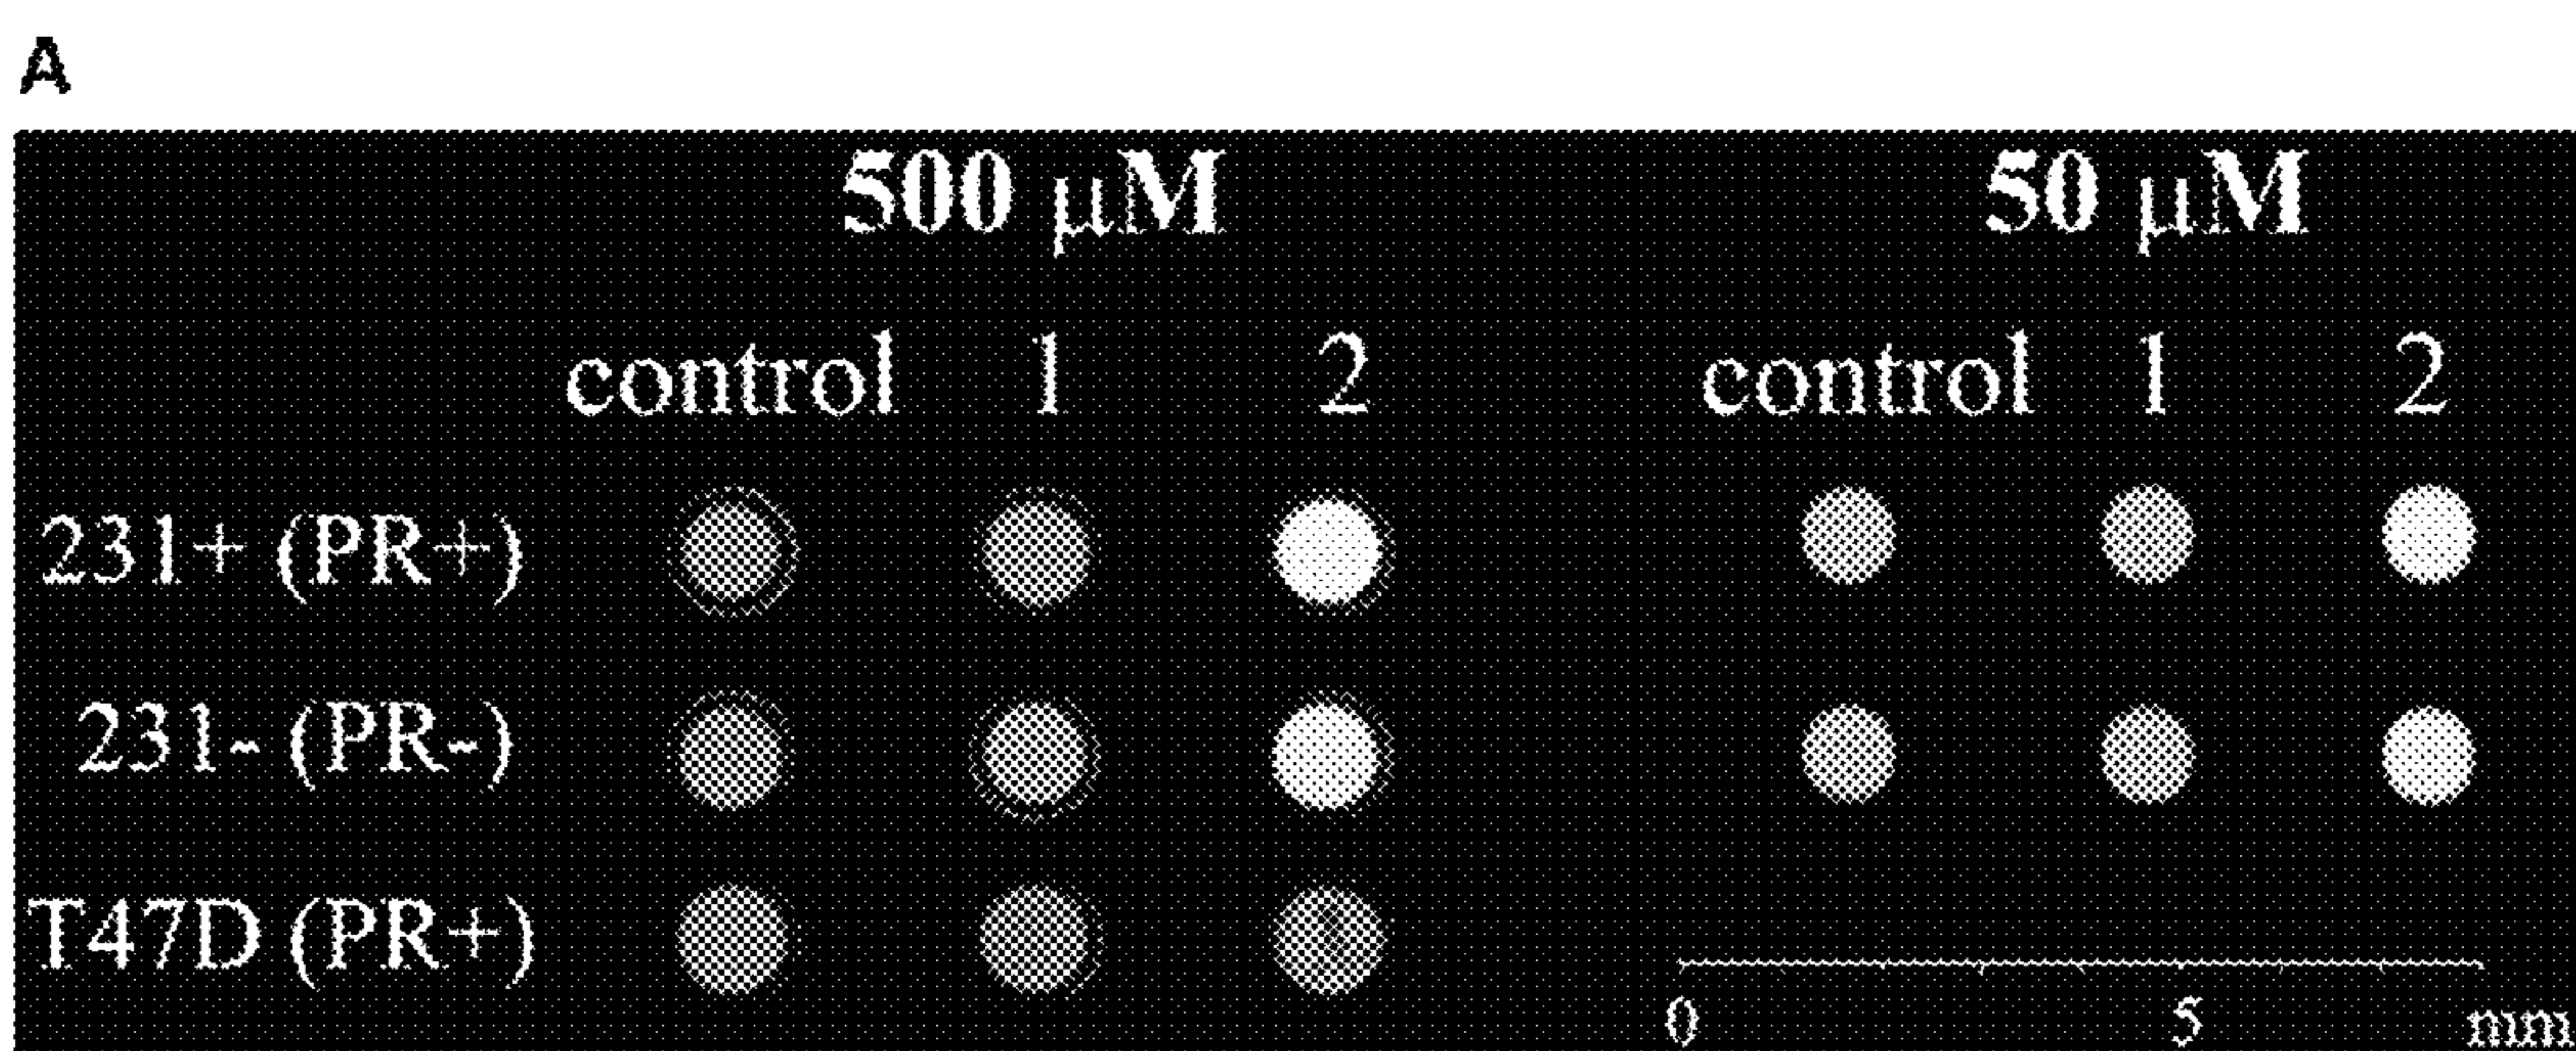 A
500 μM 50 μM
control 1 2 control 1 2
231+ (PR+)
231- (PR-)
T47D (PR+)
0 5 mm